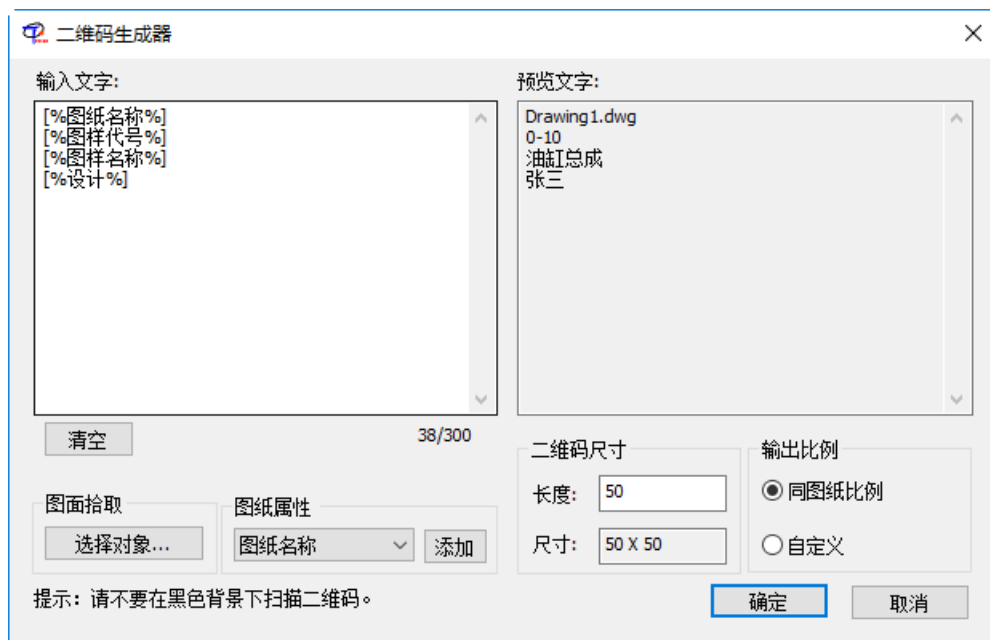 二维码生成器
输入文字:
[%图纸名称%]
[%图样代号%]
[%图样名称%]
[%设计%]
清空
38/300
图面拾取
选择对象...
图纸属性
图纸名称
添加
提示：请不要在黑色背景下扫描二维码。
预览文字:
Drawing1.dwg
0-10
油缸总成
张三
二维码尺寸
长度:
50
尺寸:
50 X 50
输出比例
同图纸比例
自定义
确定
取消